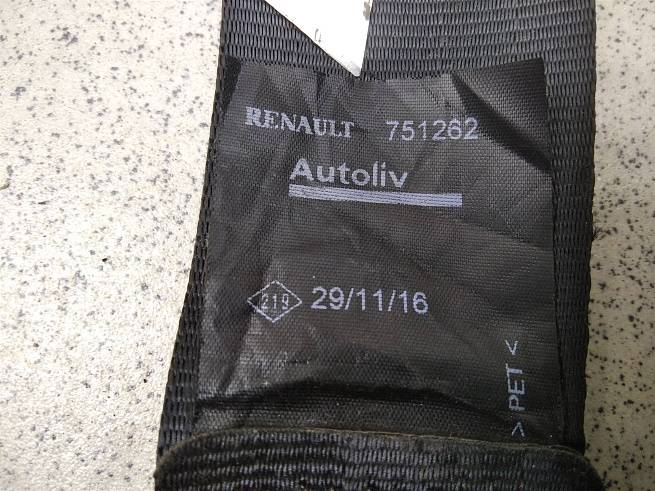 RENAULT 751262
Autoliv
219 29/11/16
> PET <